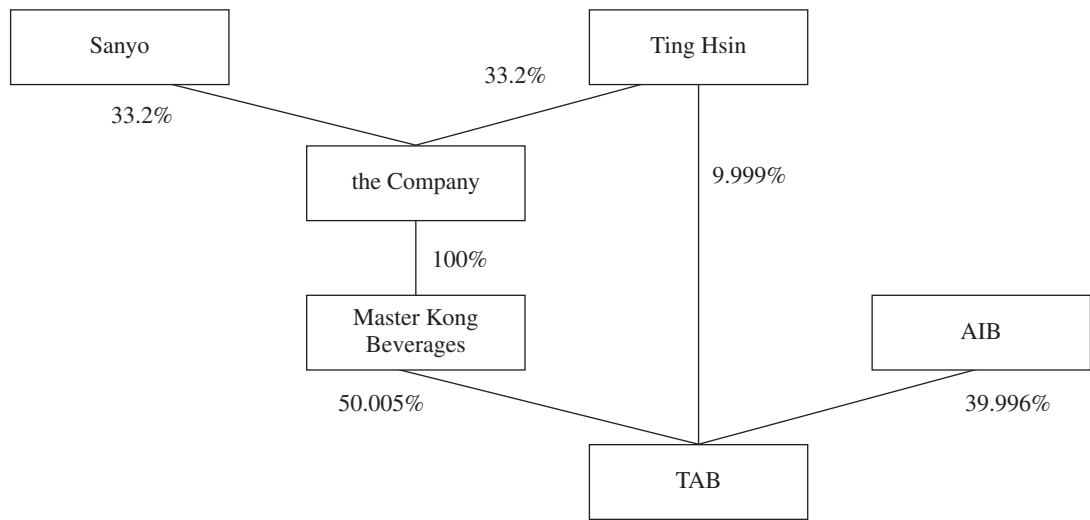 Sanyo
Ting Hsin
33.2%
33.2%
the Company
9.999%
100%
Master Kong
Beverages
AIB
50.005%
39.996%
TAB